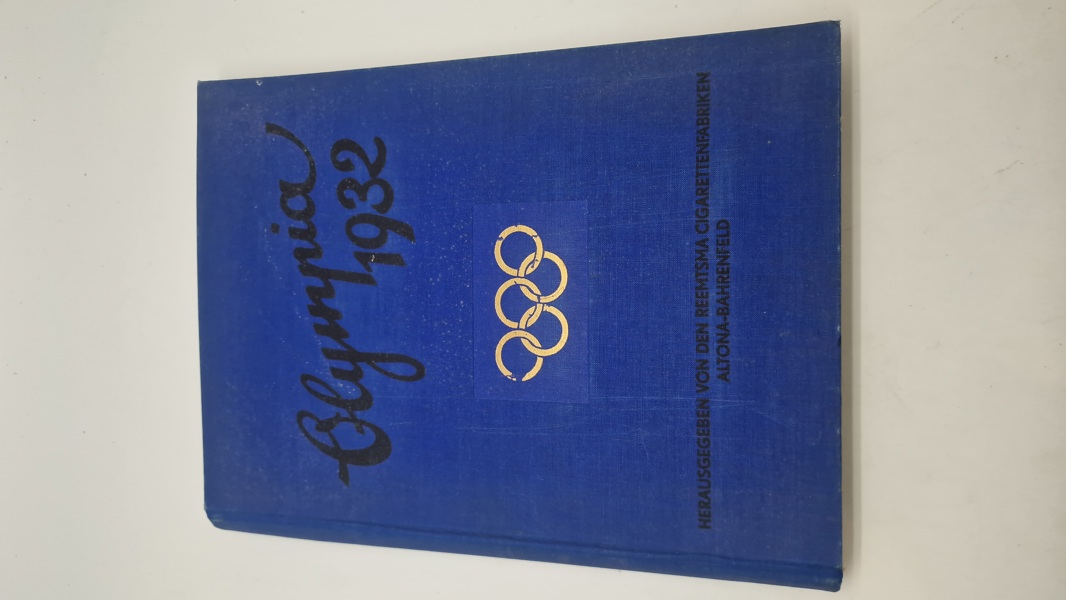 Olympia
1932
HERAUSGEGEBEN VON DEN REEMTSMA CIGARETTENFABRIKEN
ALTONA-BAHRENFELD